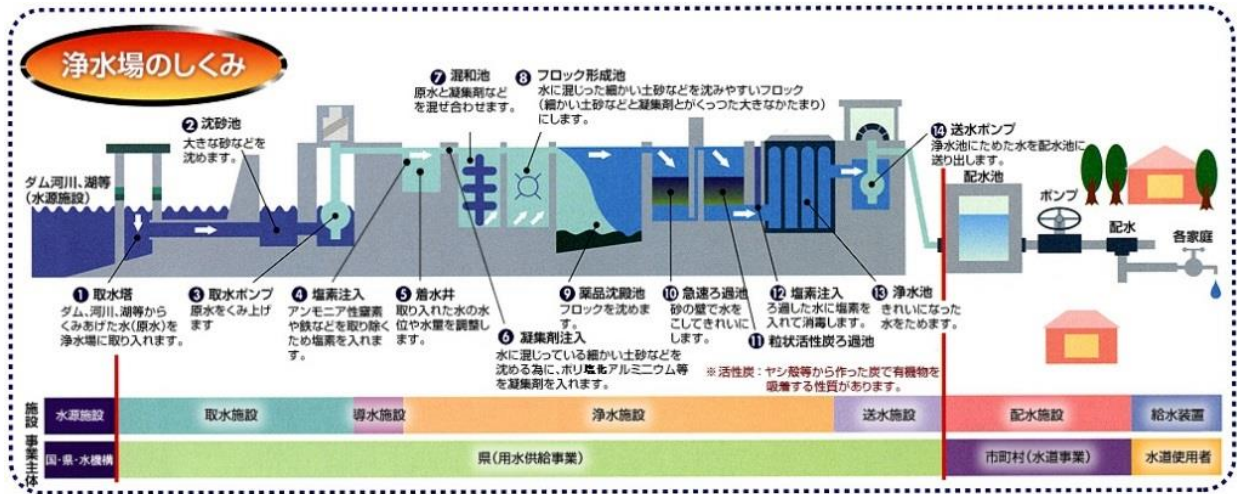 浄水場のしくみ
ダム河川、湖等
(水源施設)
❶ 取水塔
ダム、河川、湖等から
くみあげた水(原水)を
浄水場に取り入れます。
❷ 沈砂池
大きな砂などを
沈めます。
❸ 取水ポンプ
原水をくみ上げ
ます
❹ 塩素注入
アンモニア性窒素
や鉄などを取り除く
ため塩素を入れま
す。
❺ 着水井
取り入れた水の水
位や水量を調整し
ます。
❻ 凝集剤注入
水に混じっている細かい土砂などを
沈める為に、ポリ塩化アルミニウム等
を凝集剤を入れます。
❼ 混和池
原水と凝集剤など
を混ぜ合わせます。
❽ フロック形成池
水に混じった細かい土砂などを沈みやすいフロック
(細かい土砂などと凝集剤とがくっつた大きなかたまり)
にします。
❾ 薬品沈殿池
フロックを沈めま
す。
❿ 急速ろ過池
砂の壁で水を
こしてきれいに
します。
⓫ 粒状活性炭ろ過池
※活性炭:ヤシ殻等から作った炭で有機物を
吸着する性質があります。
⓬ 塩素注入
ろ過した水に塩素を
入れて消毒します。
⓭ 浄水池
きれいになった
水をためます。
⓮ 送水ポンプ
浄水池にためた水を配水池に
送り出します。
配水池
ポンプ
配水
各家庭
施設
水源施設
取水施設
導水施設
浄水施設
送水施設
配水施設
給水装置
事業主体
国・県・水機構
県(用水供給事業)
市町村(水道事業)
水道使用者